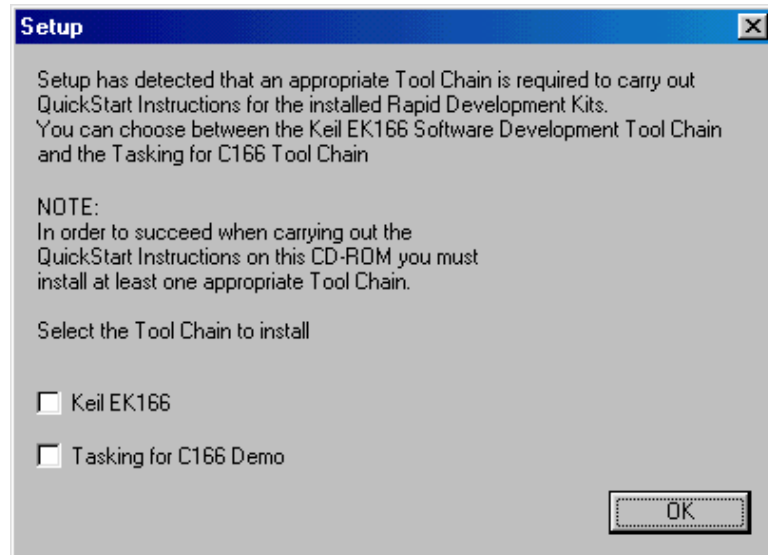 Setup
Setup has detected that an appropriate Tool Chain is required to carry out
QuickStart Instructions for the installed Rapid Development Kits.
You can choose between the Keil EK166 Software Development Tool Chain
and the Tasking for C166 Tool Chain
NOTE:
In order to succeed when carrying out the
QuickStart Instructions on this CD-ROM you must
install at least one appropriate Tool Chain.
Select the Tool Chain to install
Keil EK166
Tasking for C166 Demo
OK